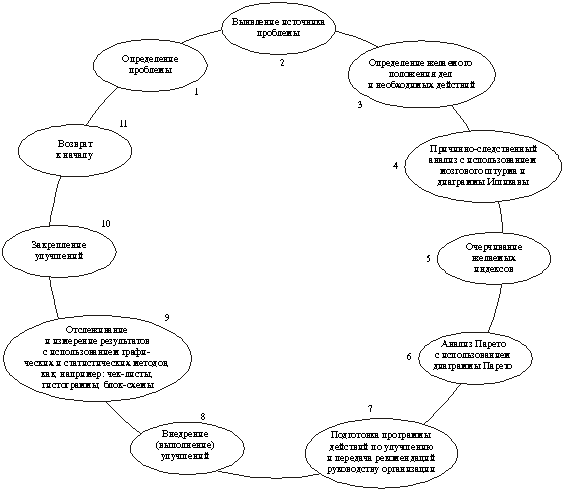 Определение
проблемы
1
Выявление источника
проблемы
2
Определение желаемого
положения дел
и необходимых действий
3
Причинно-следственный
анализ с использованием
мозгового штурма и
диаграммы Ишикавы
4
Очерчивание
желаемых
индексов
5
Анализ Парето
с использованием
диаграммы Парето
6
Подготовка программы
действий по улучшению
и передача рекомендаций
руководству организации
7
Внедрение
(выполнение)
улучшений
8
Отслеживание
и измерение результатов
с использованием графи-
ческих и статистических методов,
как, например: чек-листы,
гистограммы, блок-схемы
9
Закрепление
улучшений
10
Возврат
к началу
11